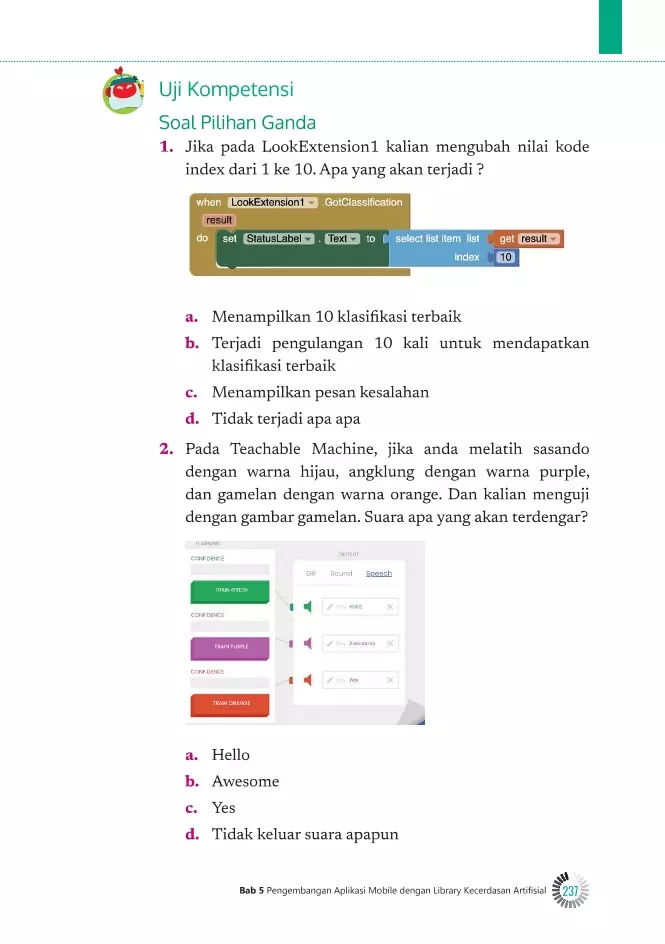 Uji Kompetensi
Soal Pilihan Ganda
1. Jika pada LookExtension1 kalian mengubah nilai kode
index dari 1 ke 10. Apa yang akan terjadi ?
when LookExtension1 .GotClassification
result
do set StatusLabel . Text to select list item list get result
index 10
a. Menampilkan 10 klasifikasi terbaik
b. Terjadi pengulangan 10 kali untuk mendapatkan
klasifikasi terbaik
c. Menampilkan pesan kesalahan
d. Tidak terjadi apa apa
2. Pada Teachable Machine, jika anda melatih sasando
dengan warna hijau, angklung dengan warna purple,
dan gamelan dengan warna orange. Dan kalian menguji
dengan gambar gamelan. Suara apa yang akan terdengar?
LEARNING
OUTPUT
CONFIDENCE
GIF Sound Speech
TRAIN GREEN
Say Hello
CONFIDENCE
TRAIN PURPLE
Say Awesome
CONFIDENCE
Say Yes
TRAIN ORANGE
a. Hello
b. Awesome
c. Yes
d. Tidak keluar suara apapun
Bab 5 Pengembangan Aplikasi Mobile dengan Library Kecerdasan Artifisial 237